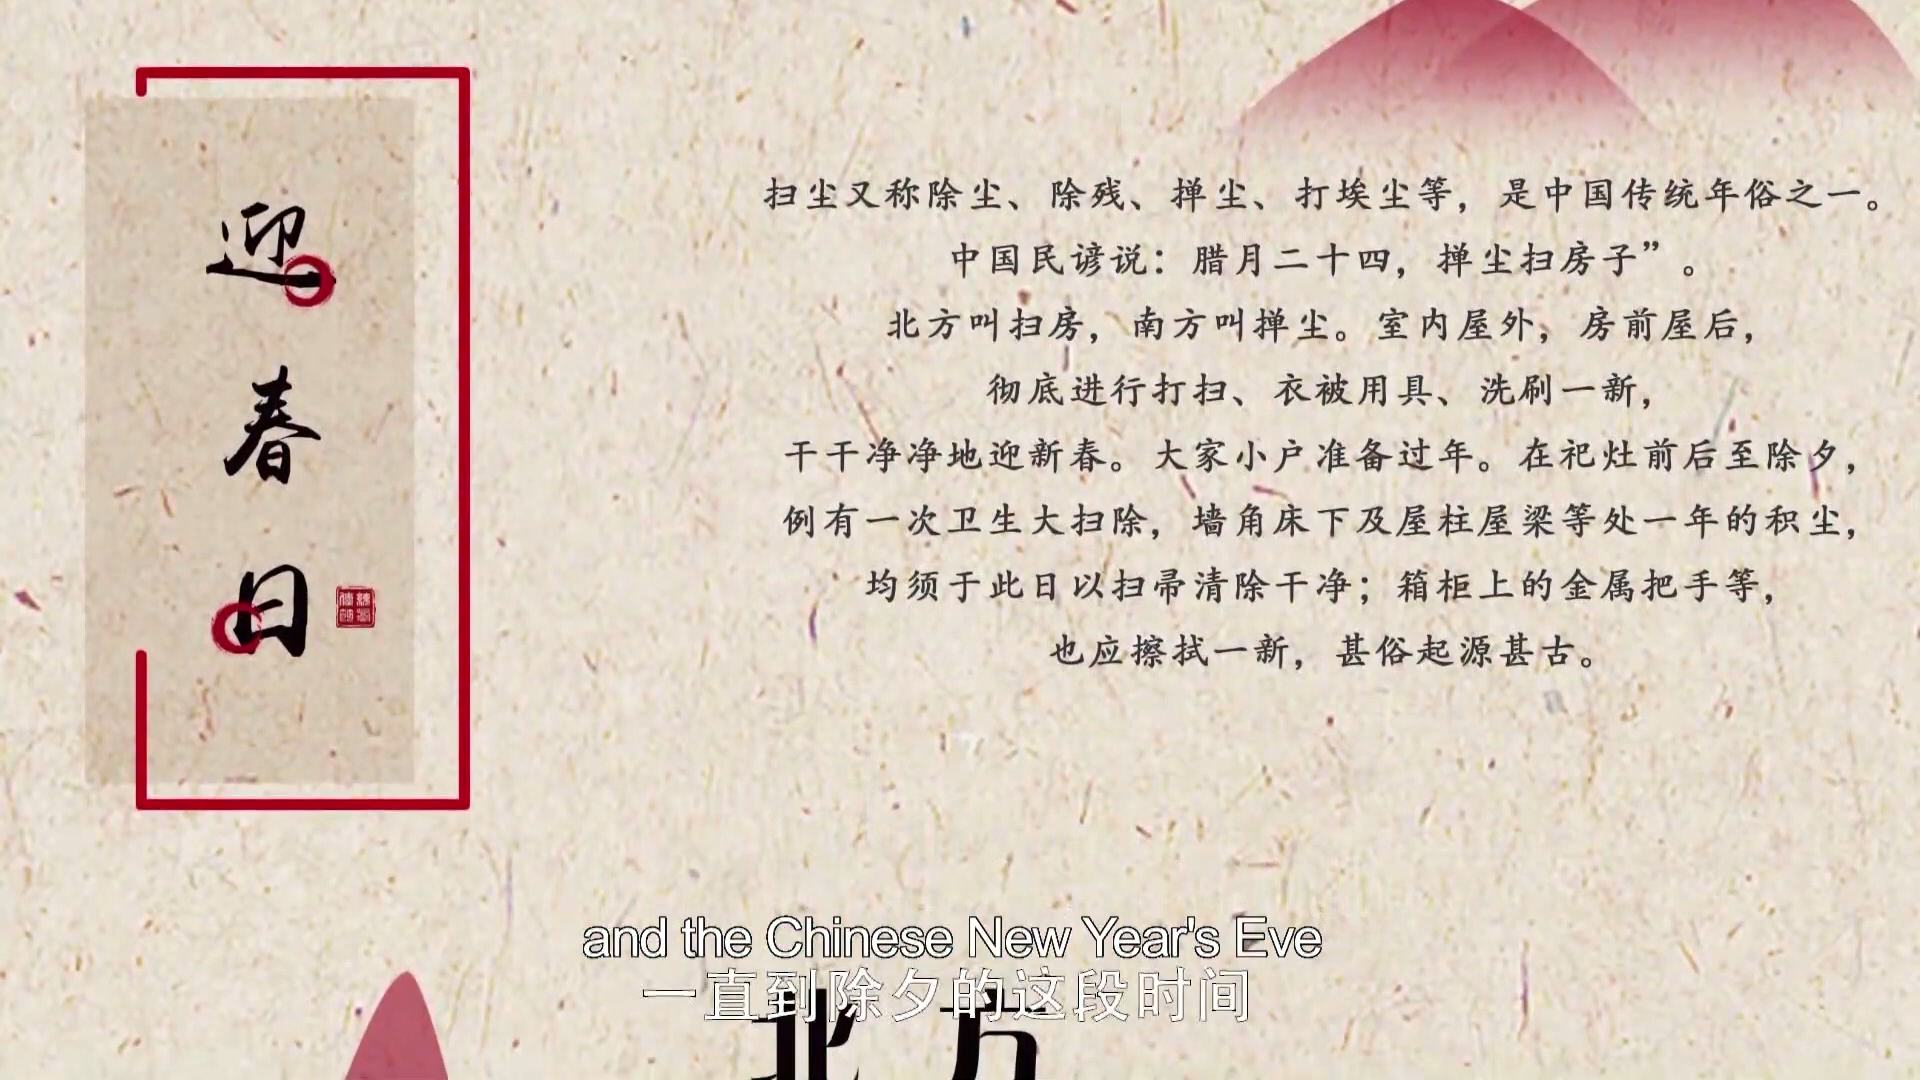 迎春日
扫尘又称除尘、除残、掸尘、打埃尘等，是中国传统年俗之一。
中国民谚说：腊月二十四，掸尘扫房子”。
北方叫扫房，南方叫掸尘。室内屋外，房前屋后，
彻底进行打扫、衣被用具、洗刷一新，
干干净净地迎新春。大家小户准备过年。在祀灶前后至除夕，
例有一次卫生大扫除，墙角床下及屋柱屋梁等处一年的积尘，
均须于此日以扫帚清除干净；箱柜上的金属把手等，
也应擦拭一新，甚俗起源甚古。
and the Chinese New Year's Eve
一直到除夕的这段时间
北方